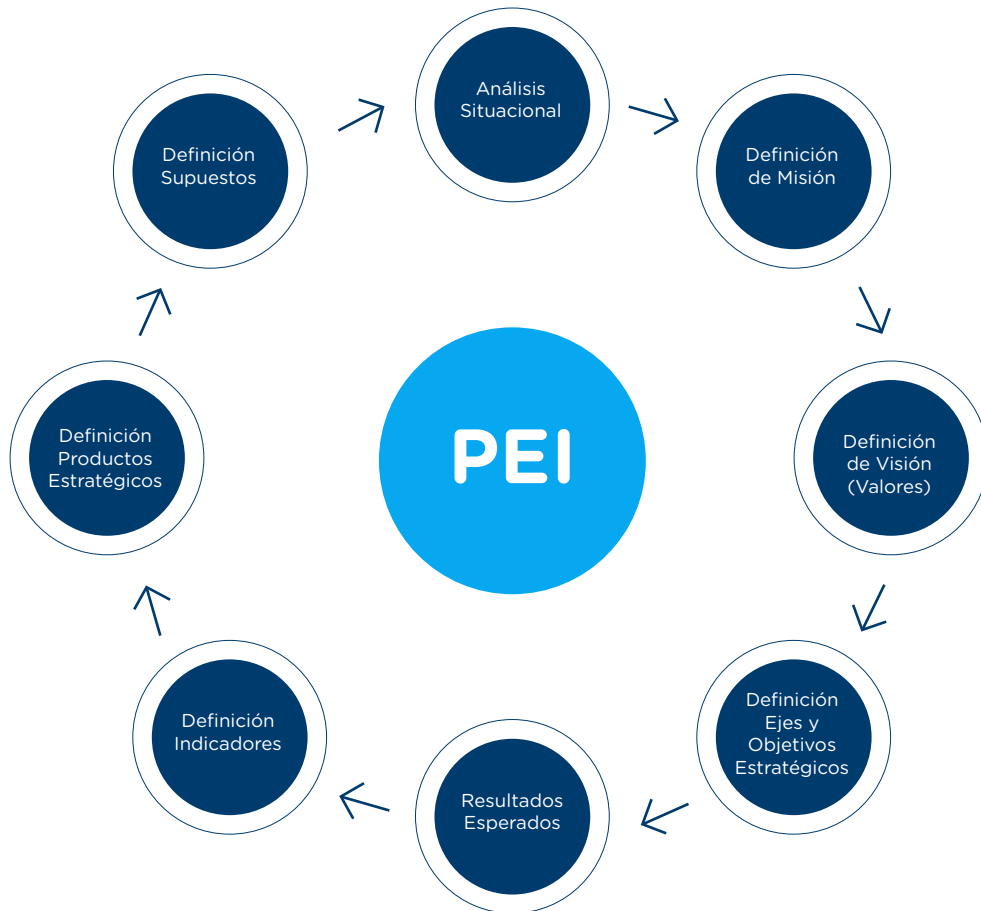 Análisis
Situacional
Definición
de Misión
Definición
de Visión
(Valores)
Definición
Ejes y
Objetivos
Estratégicos
Resultados
Esperados
Definición
Indicadores
Definición
Productos
Estratégicos
Definición
Supuestos
PEI